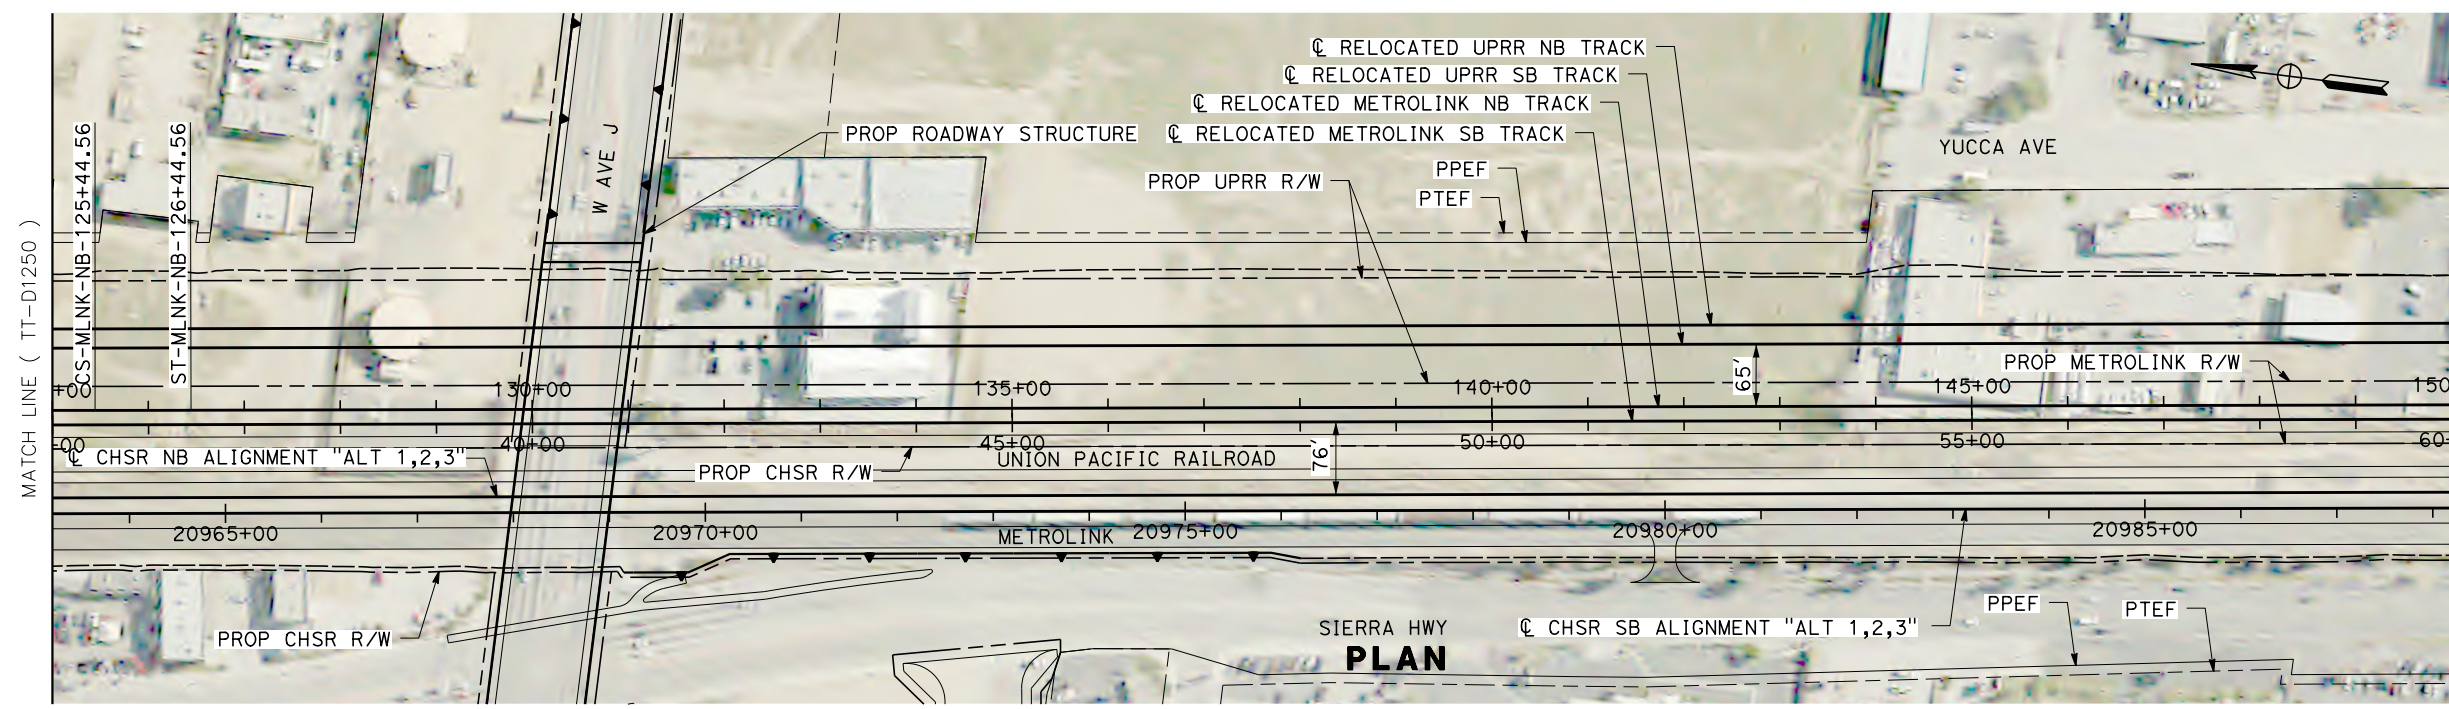 ℄ RELOCATED UPRR NB TRACK
℄ RELOCATED UPRR SB TRACK
℄ RELOCATED METROLINK NB TRACK
℄ RELOCATED METROLINK SB TRACK
PROP ROADWAY STRUCTURE
W AVE J
YUCCA AVE
PPEF
PROP UPRR R/W
PTEF
MATCH LINE ( TT-D1250 )
CS-MLNK-NB-125+44.56
ST-MLNK-NB-126+44.56
65'
PROP METROLINK R/W
+00
130+00
135+00
140+00
145+00
150
+00
40+00
45+00
50+00
55+00
60+
℄ CHSR NB ALIGNMENT "ALT 1,2,3"
PROP CHSR R/W
UNION PACIFIC RAILROAD
76'
20965+00
20970+00
METROLINK
20975+00
20980+00
20985+00
PROP CHSR R/W
SIERRA HWY
℄ CHSR SB ALIGNMENT "ALT 1,2,3"
PPEF
PTEF
PLAN